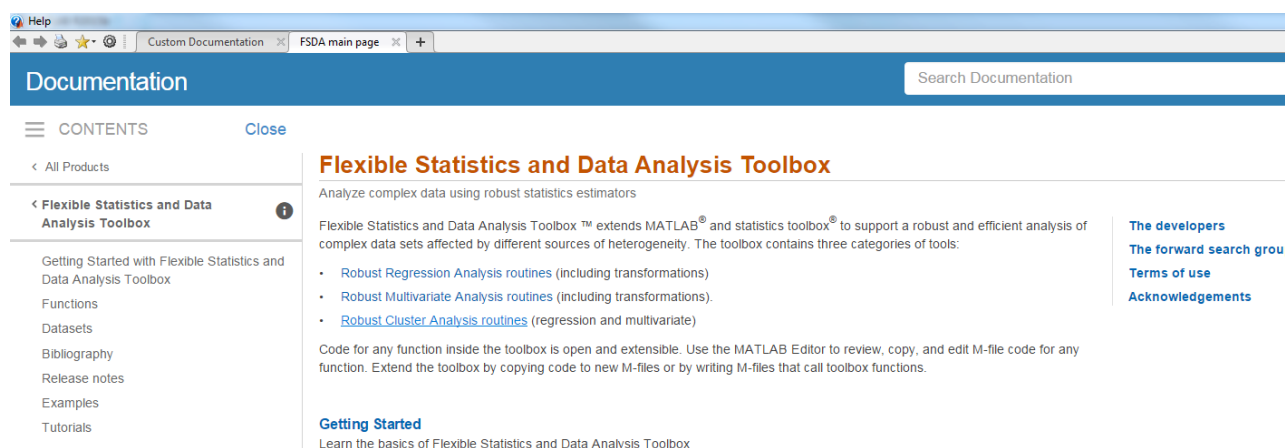 Help
Custom Documentation
FSDA main page
Documentation
Search Documentation
CONTENTS
Close
< All Products
< Flexible Statistics and Data
Analysis Toolbox
Getting Started with Flexible Statistics and
Data Analysis Toolbox
Functions
Datasets
Bibliography
Release notes
Examples
Tutorials
Flexible Statistics and Data Analysis Toolbox
Analyze complex data using robust statistics estimators
Flexible Statistics and Data Analysis Toolbox ™ extends MATLAB® and statistics toolbox® to support a robust and efficient analysis of
complex data sets affected by different sources of heterogeneity. The toolbox contains three categories of tools:
• Robust Regression Analysis routines (including transformations)
• Robust Multivariate Analysis routines (including transformations).
• Robust Cluster Analysis routines (regression and multivariate)
Code for any function inside the toolbox is open and extensible. Use the MATLAB Editor to review, copy, and edit M-file code for any
function. Extend the toolbox by copying code to new M-files or by writing M-files that call toolbox functions.
Getting Started
Learn the basics of Flexible Statistics and Data Analysis Toolbox
The developers
The forward search grou
Terms of use
Acknowledgements